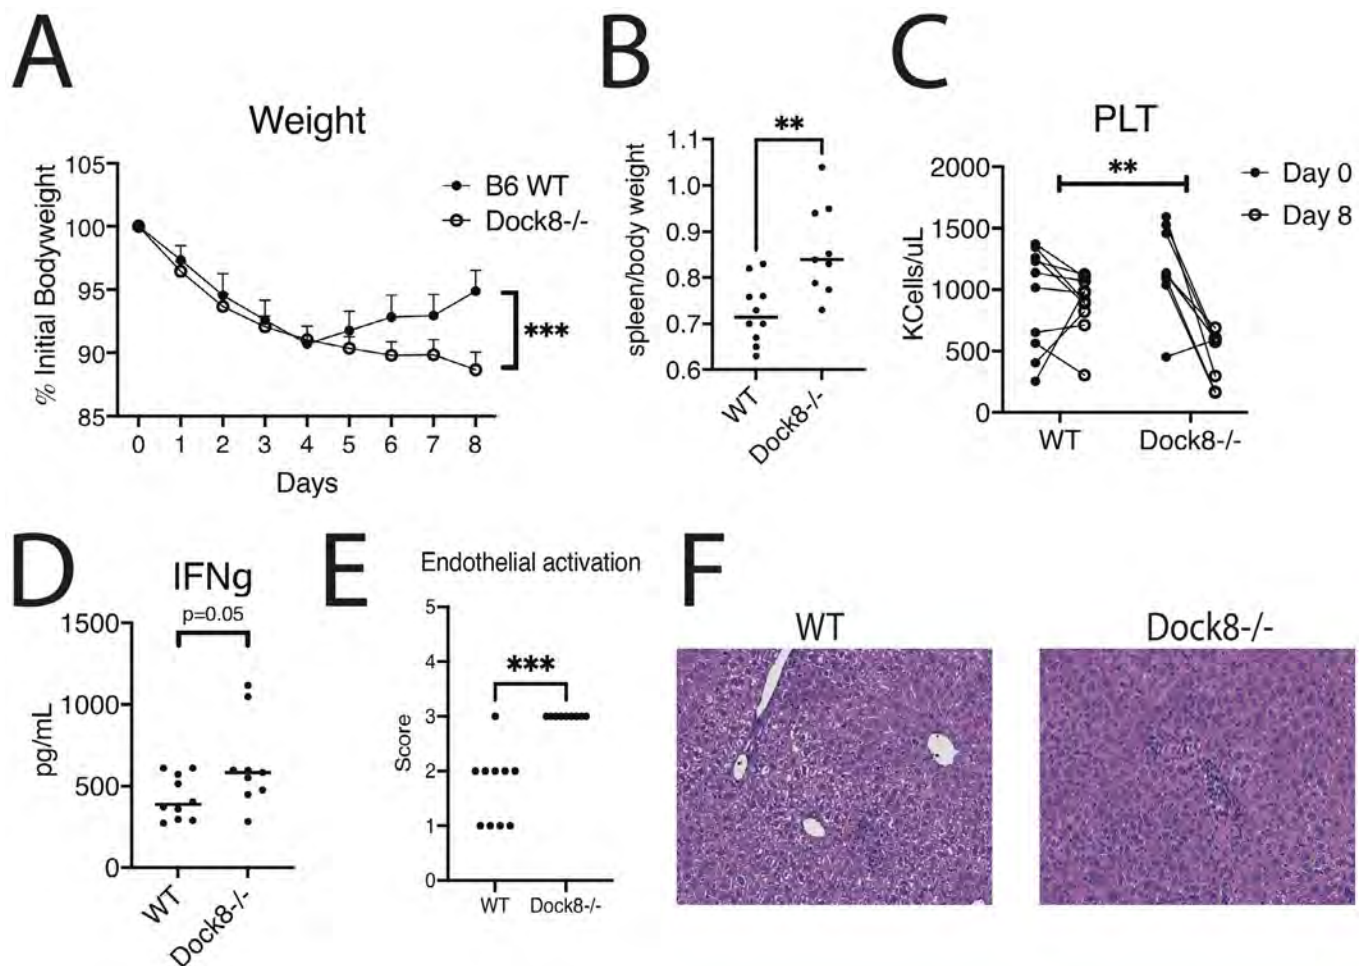 A
Weight
% Initial Bodyweight
105
100
95
90
85
0 1 2 3 4 5 6 7 8
Days
B6 WT
Dock8-/-
***
B
spleen/body weight
1.1
1.0
0.9
0.8
0.7
0.6
**
WT
Dock8-/-
C
PLT
KCells/uL
2000
1500
1000
500
0
**
WT
Dock8-/-
Day 0
Day 8
D
IFNg
p=0.05
pg/mL
1500
1000
500
0
WT
Dock8-/-
E
Endothelial activation
Score
5
4
3
2
1
0
***
WT
Dock8-/-
F
WT
Dock8-/-